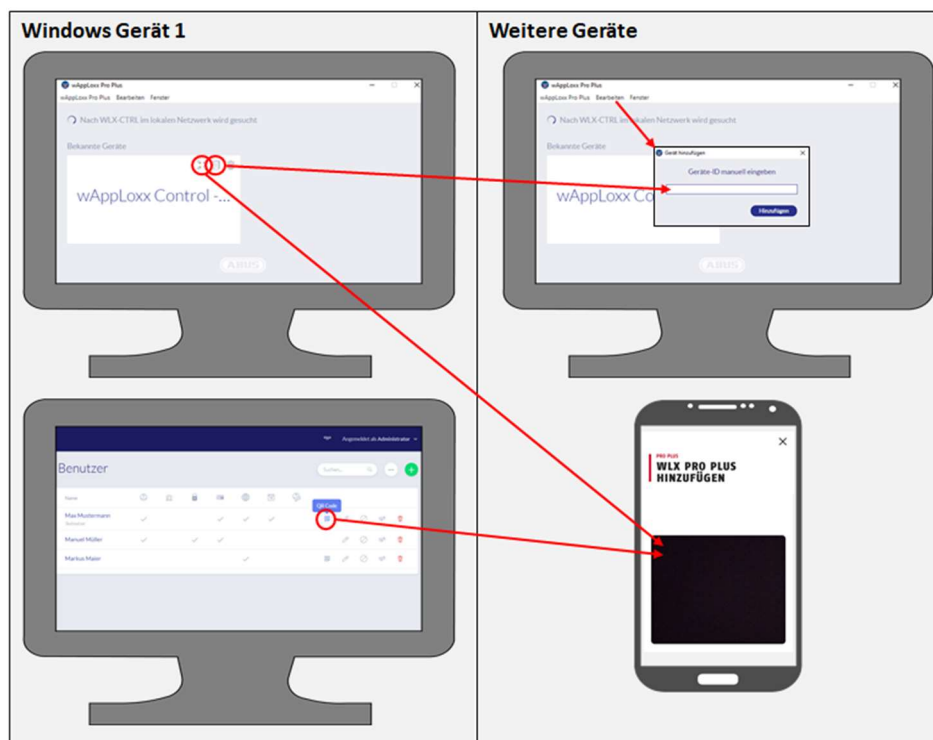 Windows Gerät 1
Weitere Geräte
wAppLoxx Pro Plus
wAppLoxx Pro Plus Bearbeiten Fenster
Nach WLX-CTRL im lokalen Netzwerk wird gesucht
Bekannte Geräte
wAppLoxx Control -...
ABUS
wAppLoxx Pro Plus
wAppLoxx Pro Plus Bearbeiten Fenster
Nach WLX-CTRL im lokalen Netzwerk wird gesucht
Bekannte Geräte
wAppLoxx Co
Gerät hinzufügen
Geräte-ID manuell eingeben
Hinzufügen
ABUS
Angemeldet als Administrator
Benutzer
Suchen...
Name
QR Code
Max Mustermann
Manuel Müller
Markus Maier
PRO PLUS
WLX PRO PLUS
HINZUFÜGEN